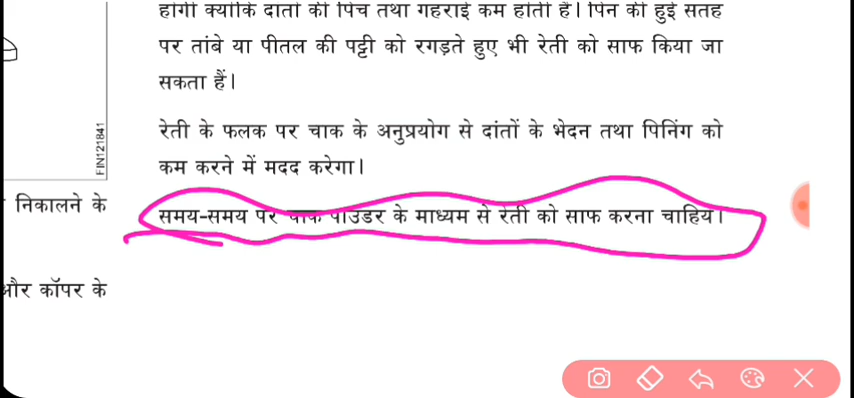 होगी क्योंकि दांतों की पिच तथा गहराई कम होती हैं। पिन की हुई सतह
पर तांबे या पीतल की पट्टी को रगड़ते हुए भी रेती को साफ किया जा
सकता हैं।
FIN121841
रेती के फलक पर चाक के अनुप्रयोग से दांतों के भेदन तथा पिनिंग को
कम करने में मदद करेगा।
निकालने के
समय-समय पर चाक पाउडर के माध्यम से रेती को साफ करना चाहिये।
और कॉपर के